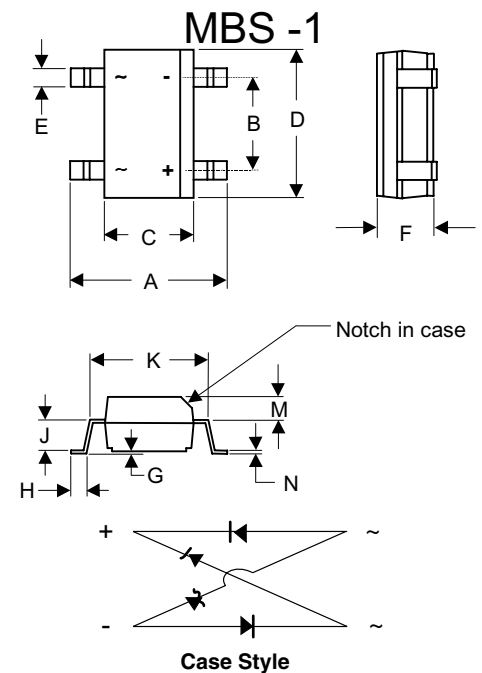 MBS -1
~ -
E
B
D
~ +
C
F
A
Notch in case
K
M
J
G
N
H
+ ~
- ~
Case Style